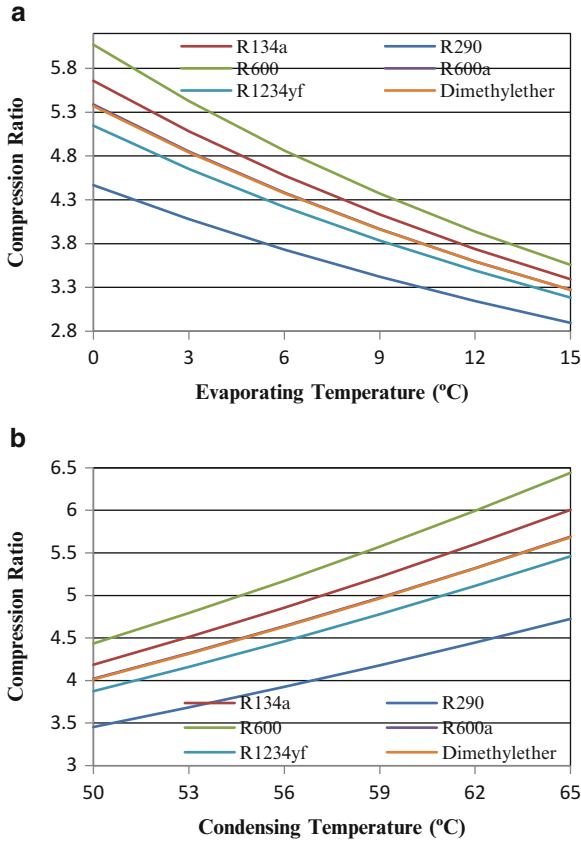 a
5.8
5.3
4.8
4.3
3.8
3.3
2.8
Compression Ratio
R134a R290
R600 R600a
R1234yf Dimethylether
0 3 6 9 12 15
Evaporating Temperature (ºC)
b
6.5
6
5.5
5
4.5
4
3.5
3
Compression Ratio
R134a R290
R600 R600a
R1234yf Dimethylether
50 53 56 59 62 65
Condensing Temperature (ºC)